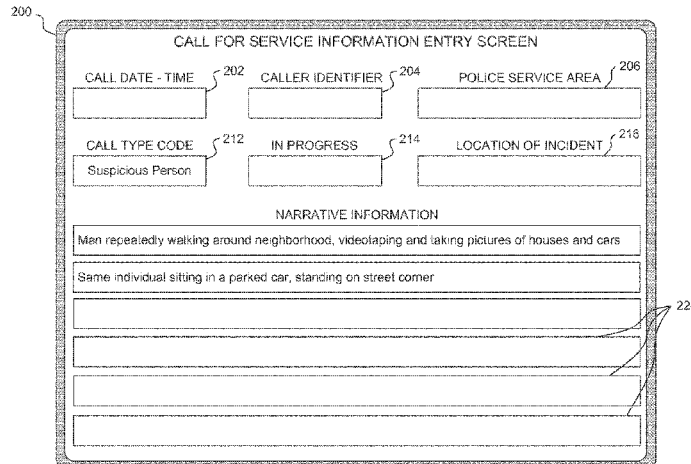 200
CALL FOR SERVICE INFORMATION ENTRY SCREEN
CALL DATE - TIME 202 CALLER IDENTIFIER 204 POLICE SERVICE AREA 206
CALL TYPE CODE 212 IN PROGRESS 214 LOCATION OF INCIDENT 216
Suspicious Person
NARRATIVE INFORMATION
Man repeatedly walking around neighborhood, videotaping and taking pictures of houses and cars
Same individual sitting in a parked car, standing on street corner
22